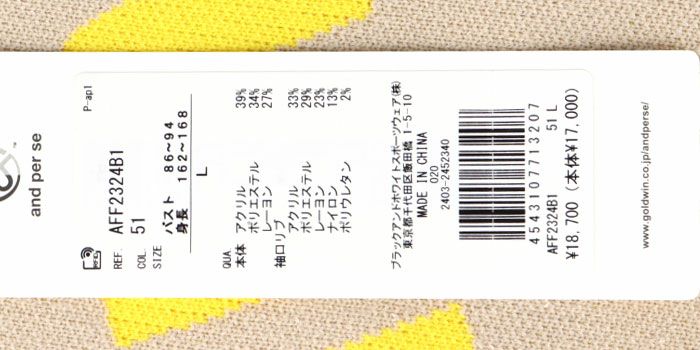 and per se
P-ap1
REF. AFF2324B1
COL. 51
SIZE バスト 86~94
身長 162~168
L
QUA.
本体 アクリル 39%
ポリエステル 34%
レーヨン 27%
袖口リブ アクリル 33%
ポリエステル 29%
レーヨン 23%
ナイロン 13%
ポリウレタン 2%
ブラックアンドホワイトスポーツウェア(株)
東京都千代田区飯田橋 1-5-10
MADE IN CHINA
020
2403-2452340
4543107713207
AFF2324B1 51 L
¥18,700 (本体¥17,000)
www.goldwin.co.jp/andperse/